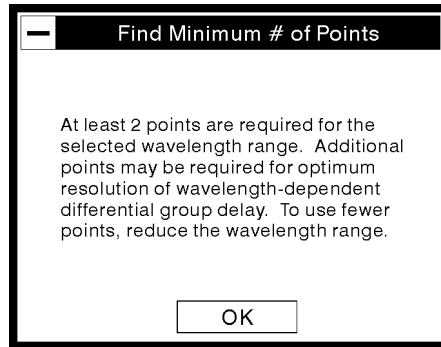 Find Minimum # of Points
At least 2 points are required for the
selected wavelength range.  Additional
points may be required for optimum
resolution of wavelength-dependent
differential group delay.  To use fewer
points, reduce the wavelength range.
OK